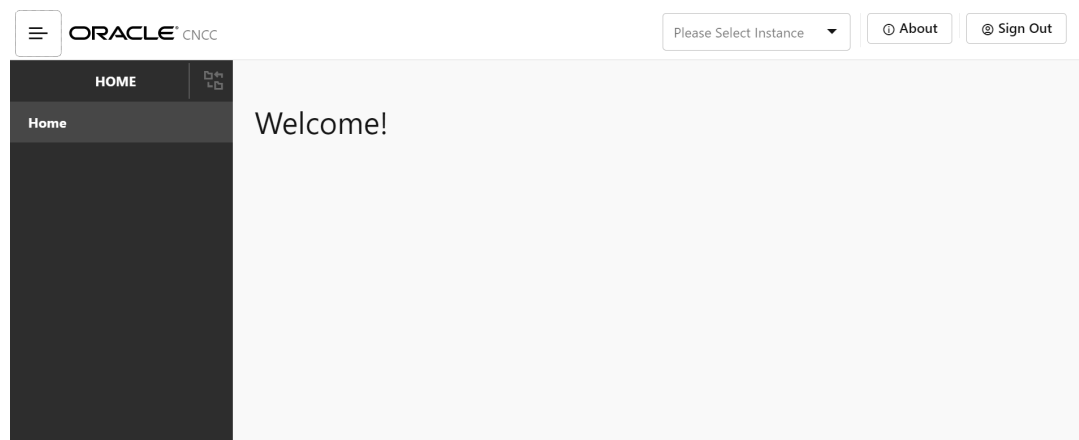 ORACLE® CNCC
Please Select Instance
About
Sign Out
HOME
Home
Welcome!